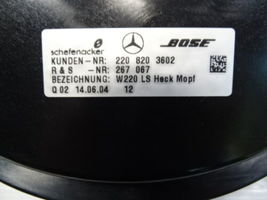 schefenacker BOSE
KUNDEN-NR: 220 820 3602
R & S -NR: 267 067
BEZEICHNUNG: W220 LS Heck Mopf
Q 02 14.06.04 12